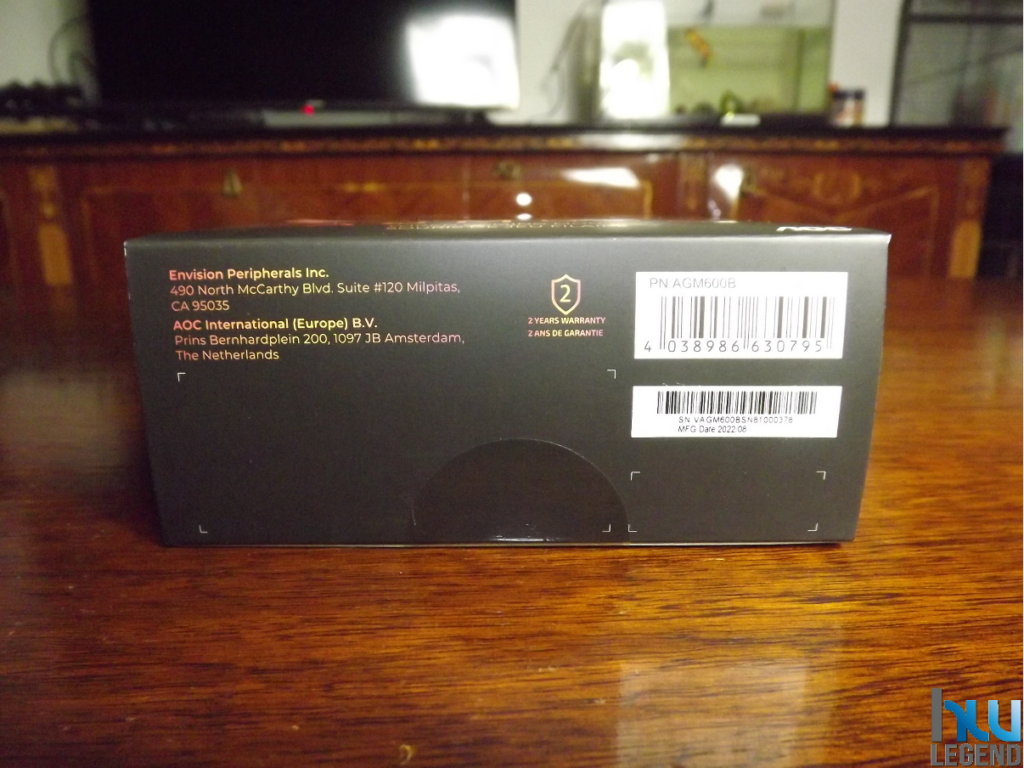 Envision Peripherals Inc.
490 North McCarthy Blvd. Suite #120 Milpitas,
CA 95035
AOC International (Europe) B.V.
Prins Bernhardplein 200, 1097 JB Amsterdam,
The Netherlands
2
2 YEARS WARRANTY
2 ANS DE GARANTIE
PN:AGM600B
4 038986 630795
SN VAGM600BSN81000378
MFG Date 2022 08
LEGEND